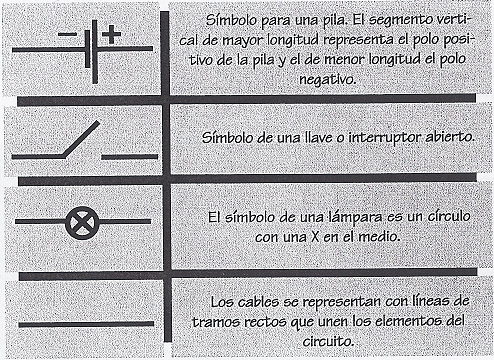 − +
Símbolo para una pila. El segmento verti-
cal de mayor longitud representa el polo posi-
tivo de la pila y el de menor longitud el polo
negativo.
Símbolo de una llave o interruptor abierto.
El símbolo de una lámpara es un círculo
con una X en el medio.
Los cables se representan con líneas de
tramos rectos que unen los elementos del
circuito.